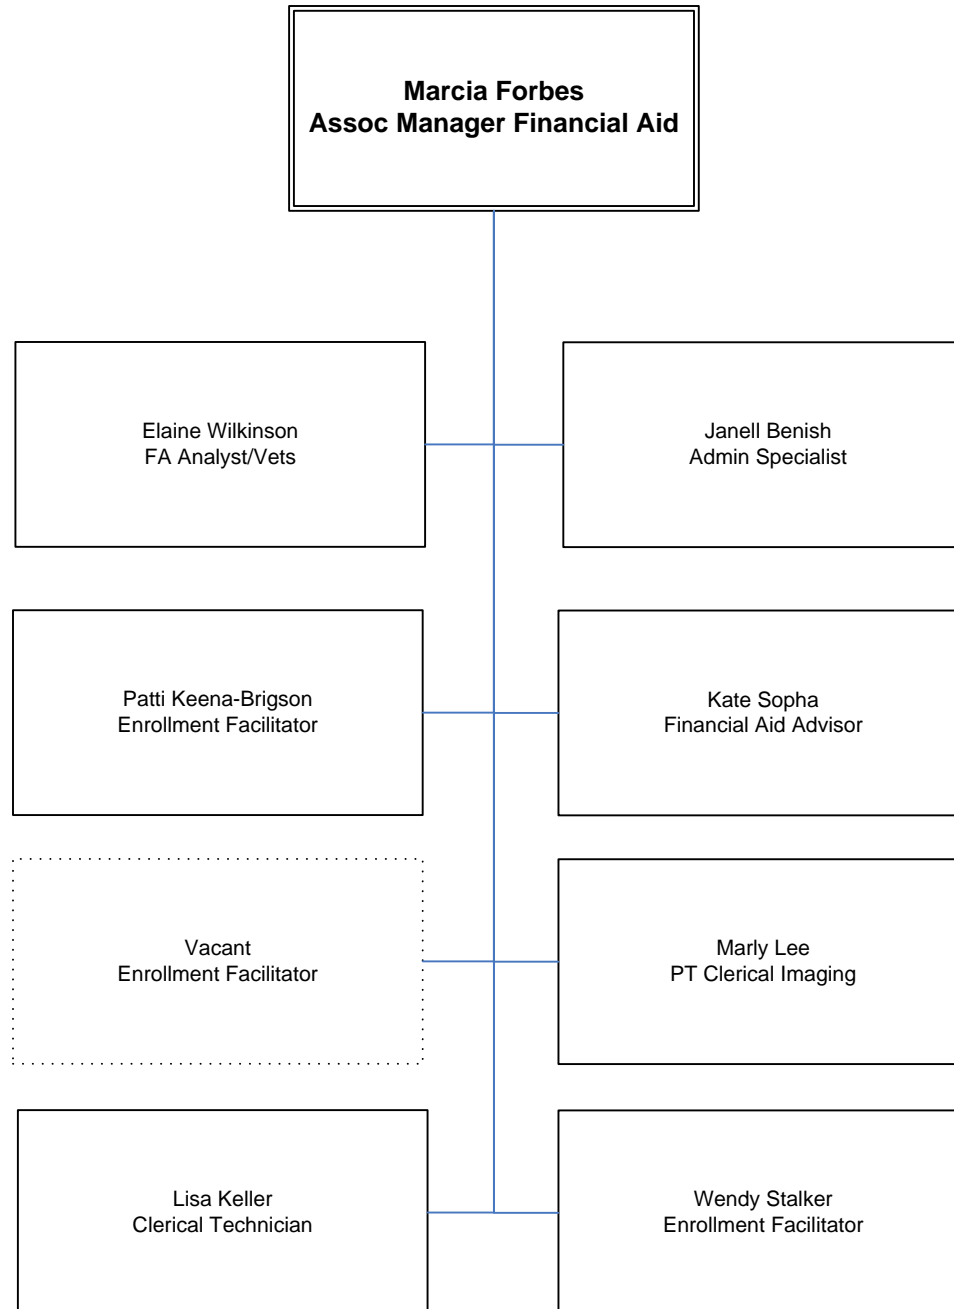 Marcia Forbes
Assoc Manager Financial Aid
Elaine Wilkinson
FA Analyst/Vets
Janell Benish
Admin Specialist
Patti Keena-Brigson
Enrollment Facilitator
Kate Sopha
Financial Aid Advisor
Vacant
Enrollment Facilitator
Marly Lee
PT Clerical Imaging
Lisa Keller
Clerical Technician
Wendy Stalker
Enrollment Facilitator